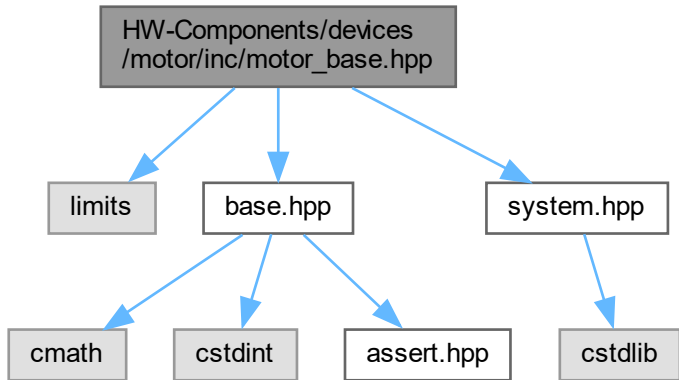 HW-Components/devices
/motor/inc/motor_base.hpp
limits
base.hpp
system.hpp
cmath
cstdint
assert.hpp
cstdlib